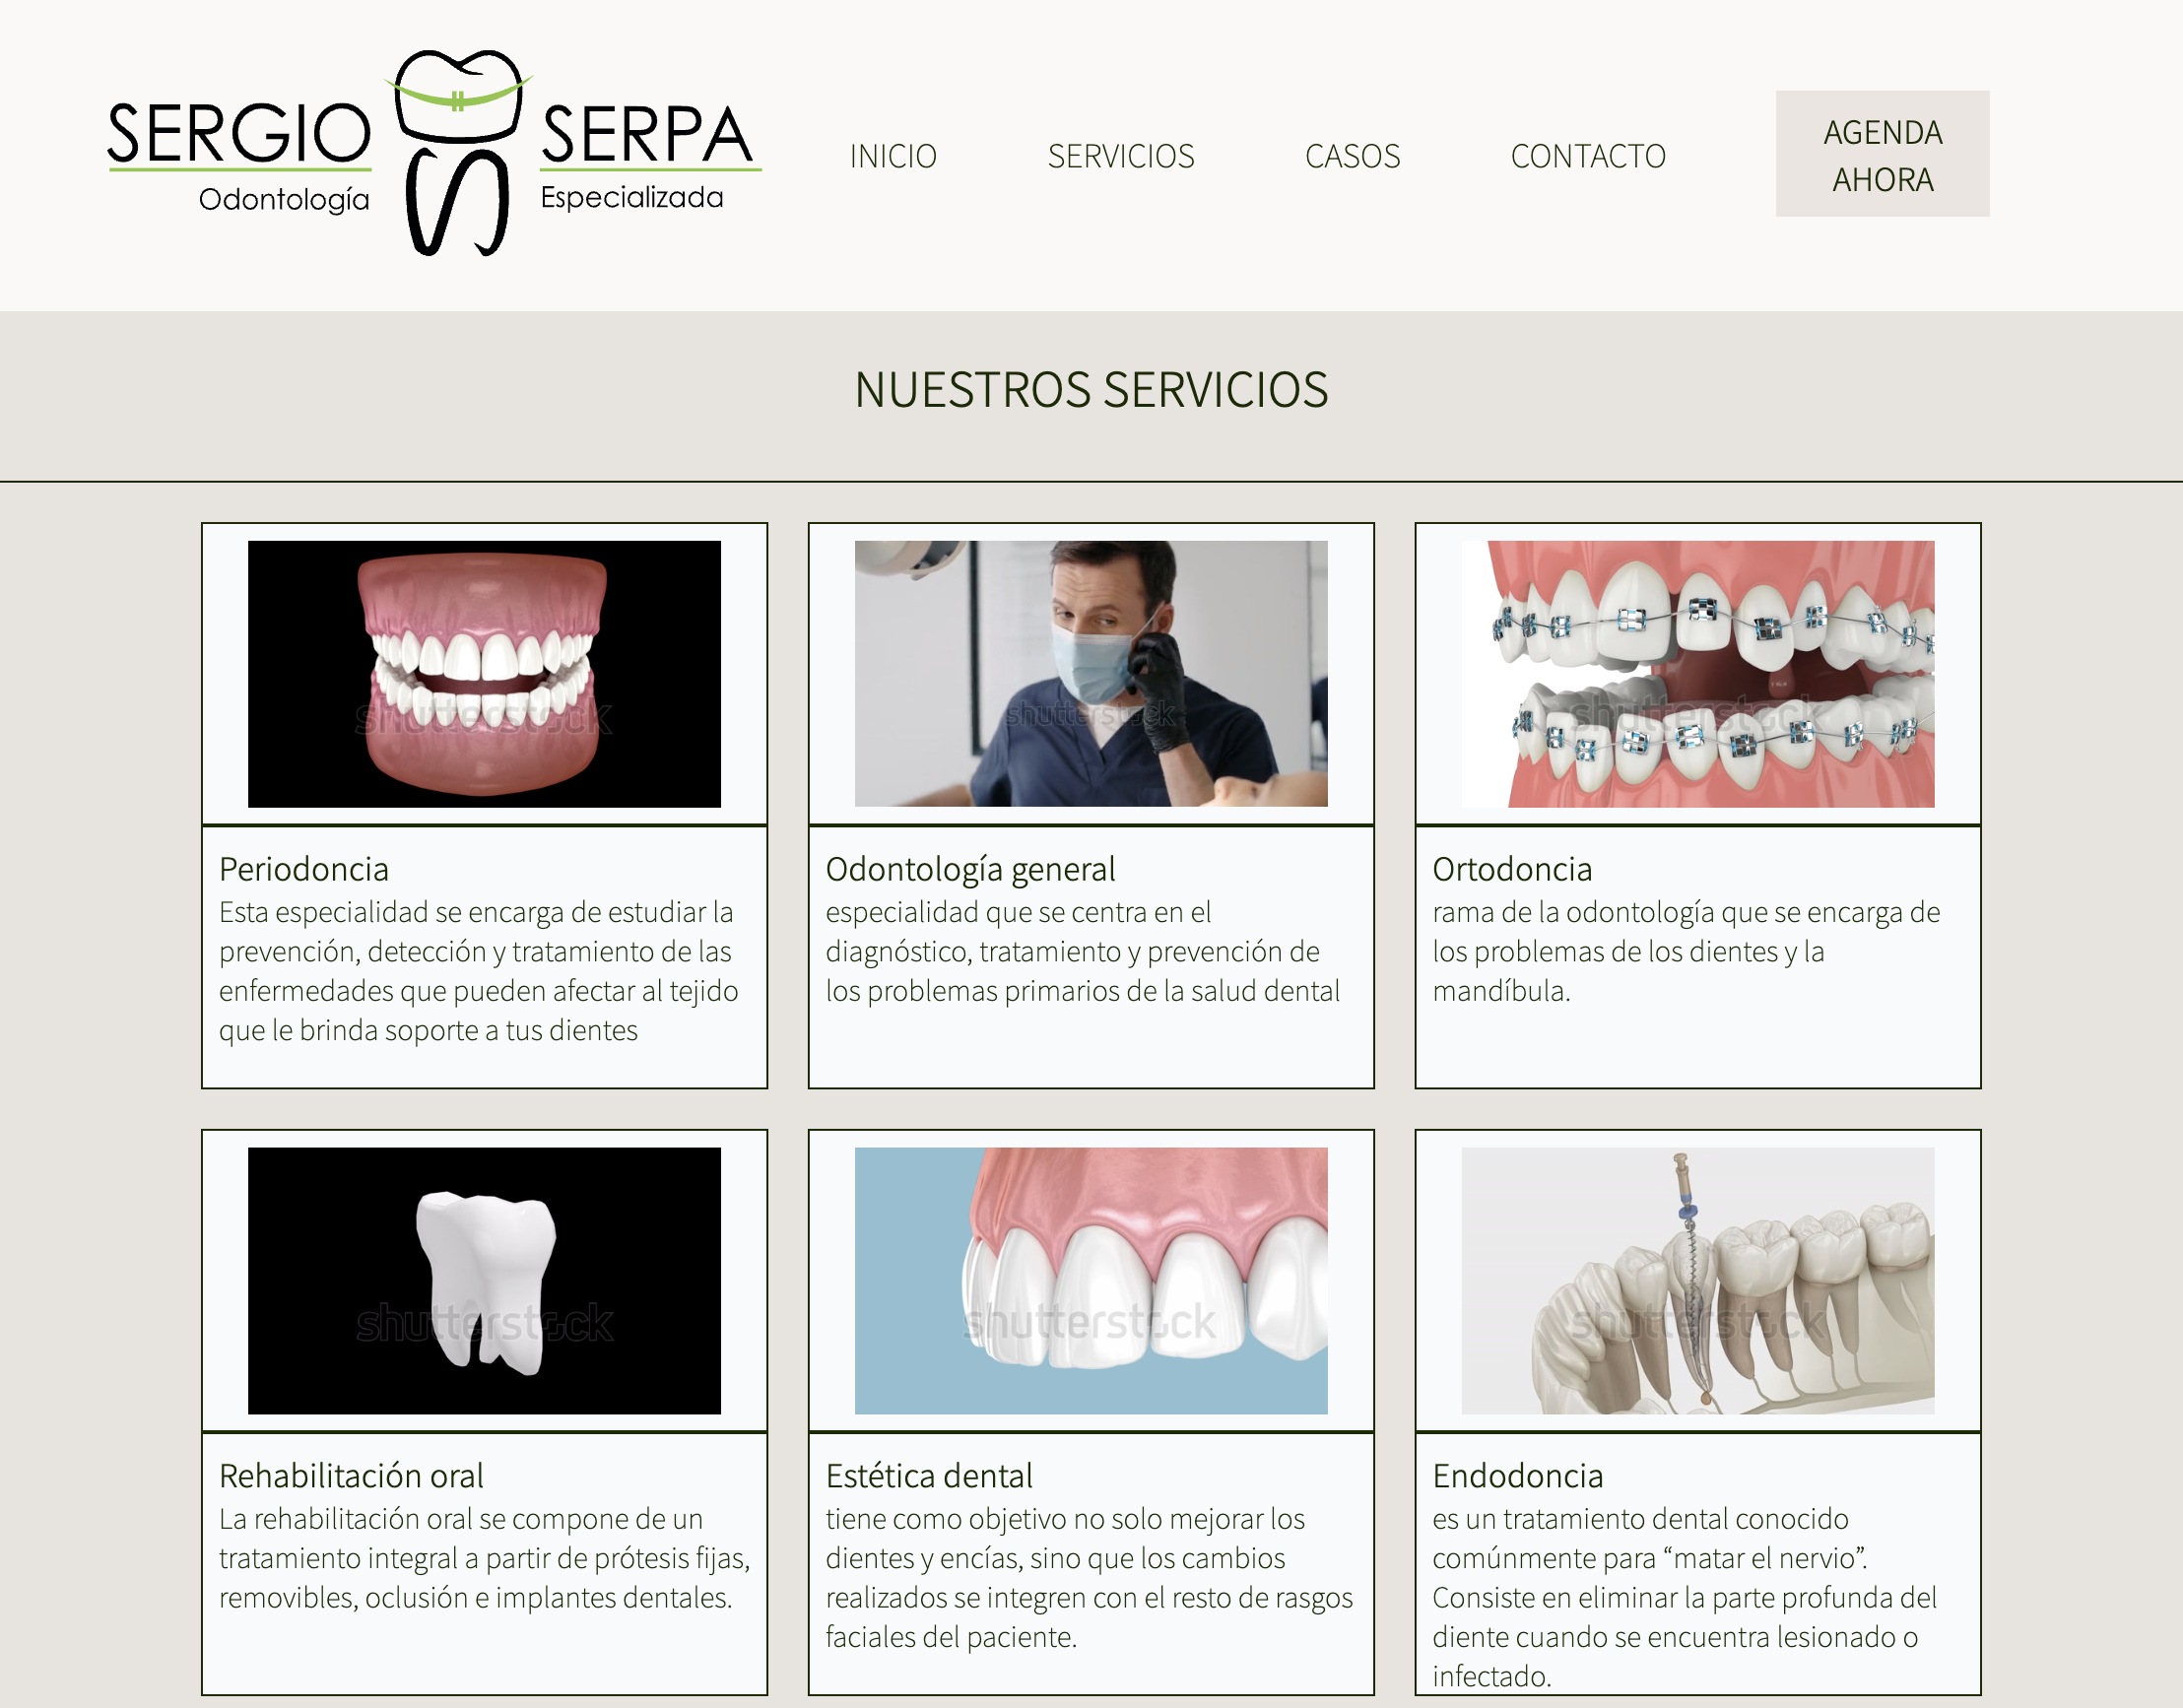 SERGIO SERPA
Odontología Especializada
INICIO SERVICIOS CASOS CONTACTO AGENDA AHORA
NUESTROS SERVICIOS
shutterstock
shutterstock
shutterstock
Periodoncia
Esta especialidad se encarga de estudiar la
prevención, detección y tratamiento de las
enfermedades que pueden afectar al tejido
que le brinda soporte a tus dientes
Odontología general
especialidad que se centra en el
diagnóstico, tratamiento y prevención de
los problemas primarios de la salud dental
Ortodoncia
rama de la odontología que se encarga de
los problemas de los dientes y la
mandíbula.
shutterstock
shutterstock
shutterstock
Rehabilitación oral
La rehabilitación oral se compone de un
tratamiento integral a partir de prótesis fijas,
removibles, oclusión e implantes dentales.
Estética dental
tiene como objetivo no solo mejorar los
dientes y encías, sino que los cambios
realizados se integren con el resto de rasgos
faciales del paciente.
Endodoncia
es un tratamiento dental conocido
comúnmente para “matar el nervio”.
Consiste en eliminar la parte profunda del
diente cuando se encuentra lesionado o
infectado.